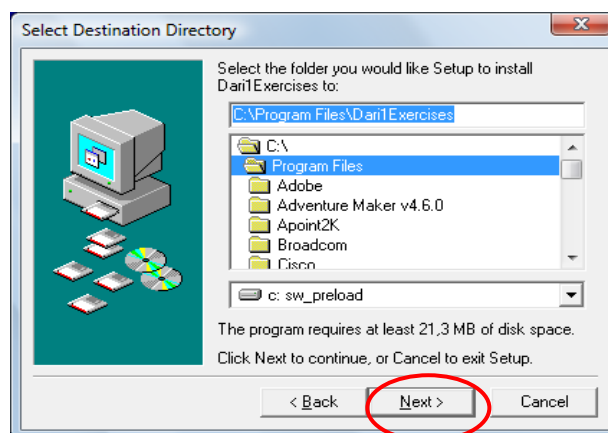 Select Destination Directory
Select the folder you would like Setup to install
Dari1Exercises to:
C:\Program Files\Dari1Exercises
C:\
Program Files
Adobe
Adventure Maker v4.6.0
Apoint2K
Broadcom
Cisco
c: sw_preload
The program requires at least 21,3 MB of disk space.
Click Next to continue, or Cancel to exit Setup.
< Back
Next >
Cancel